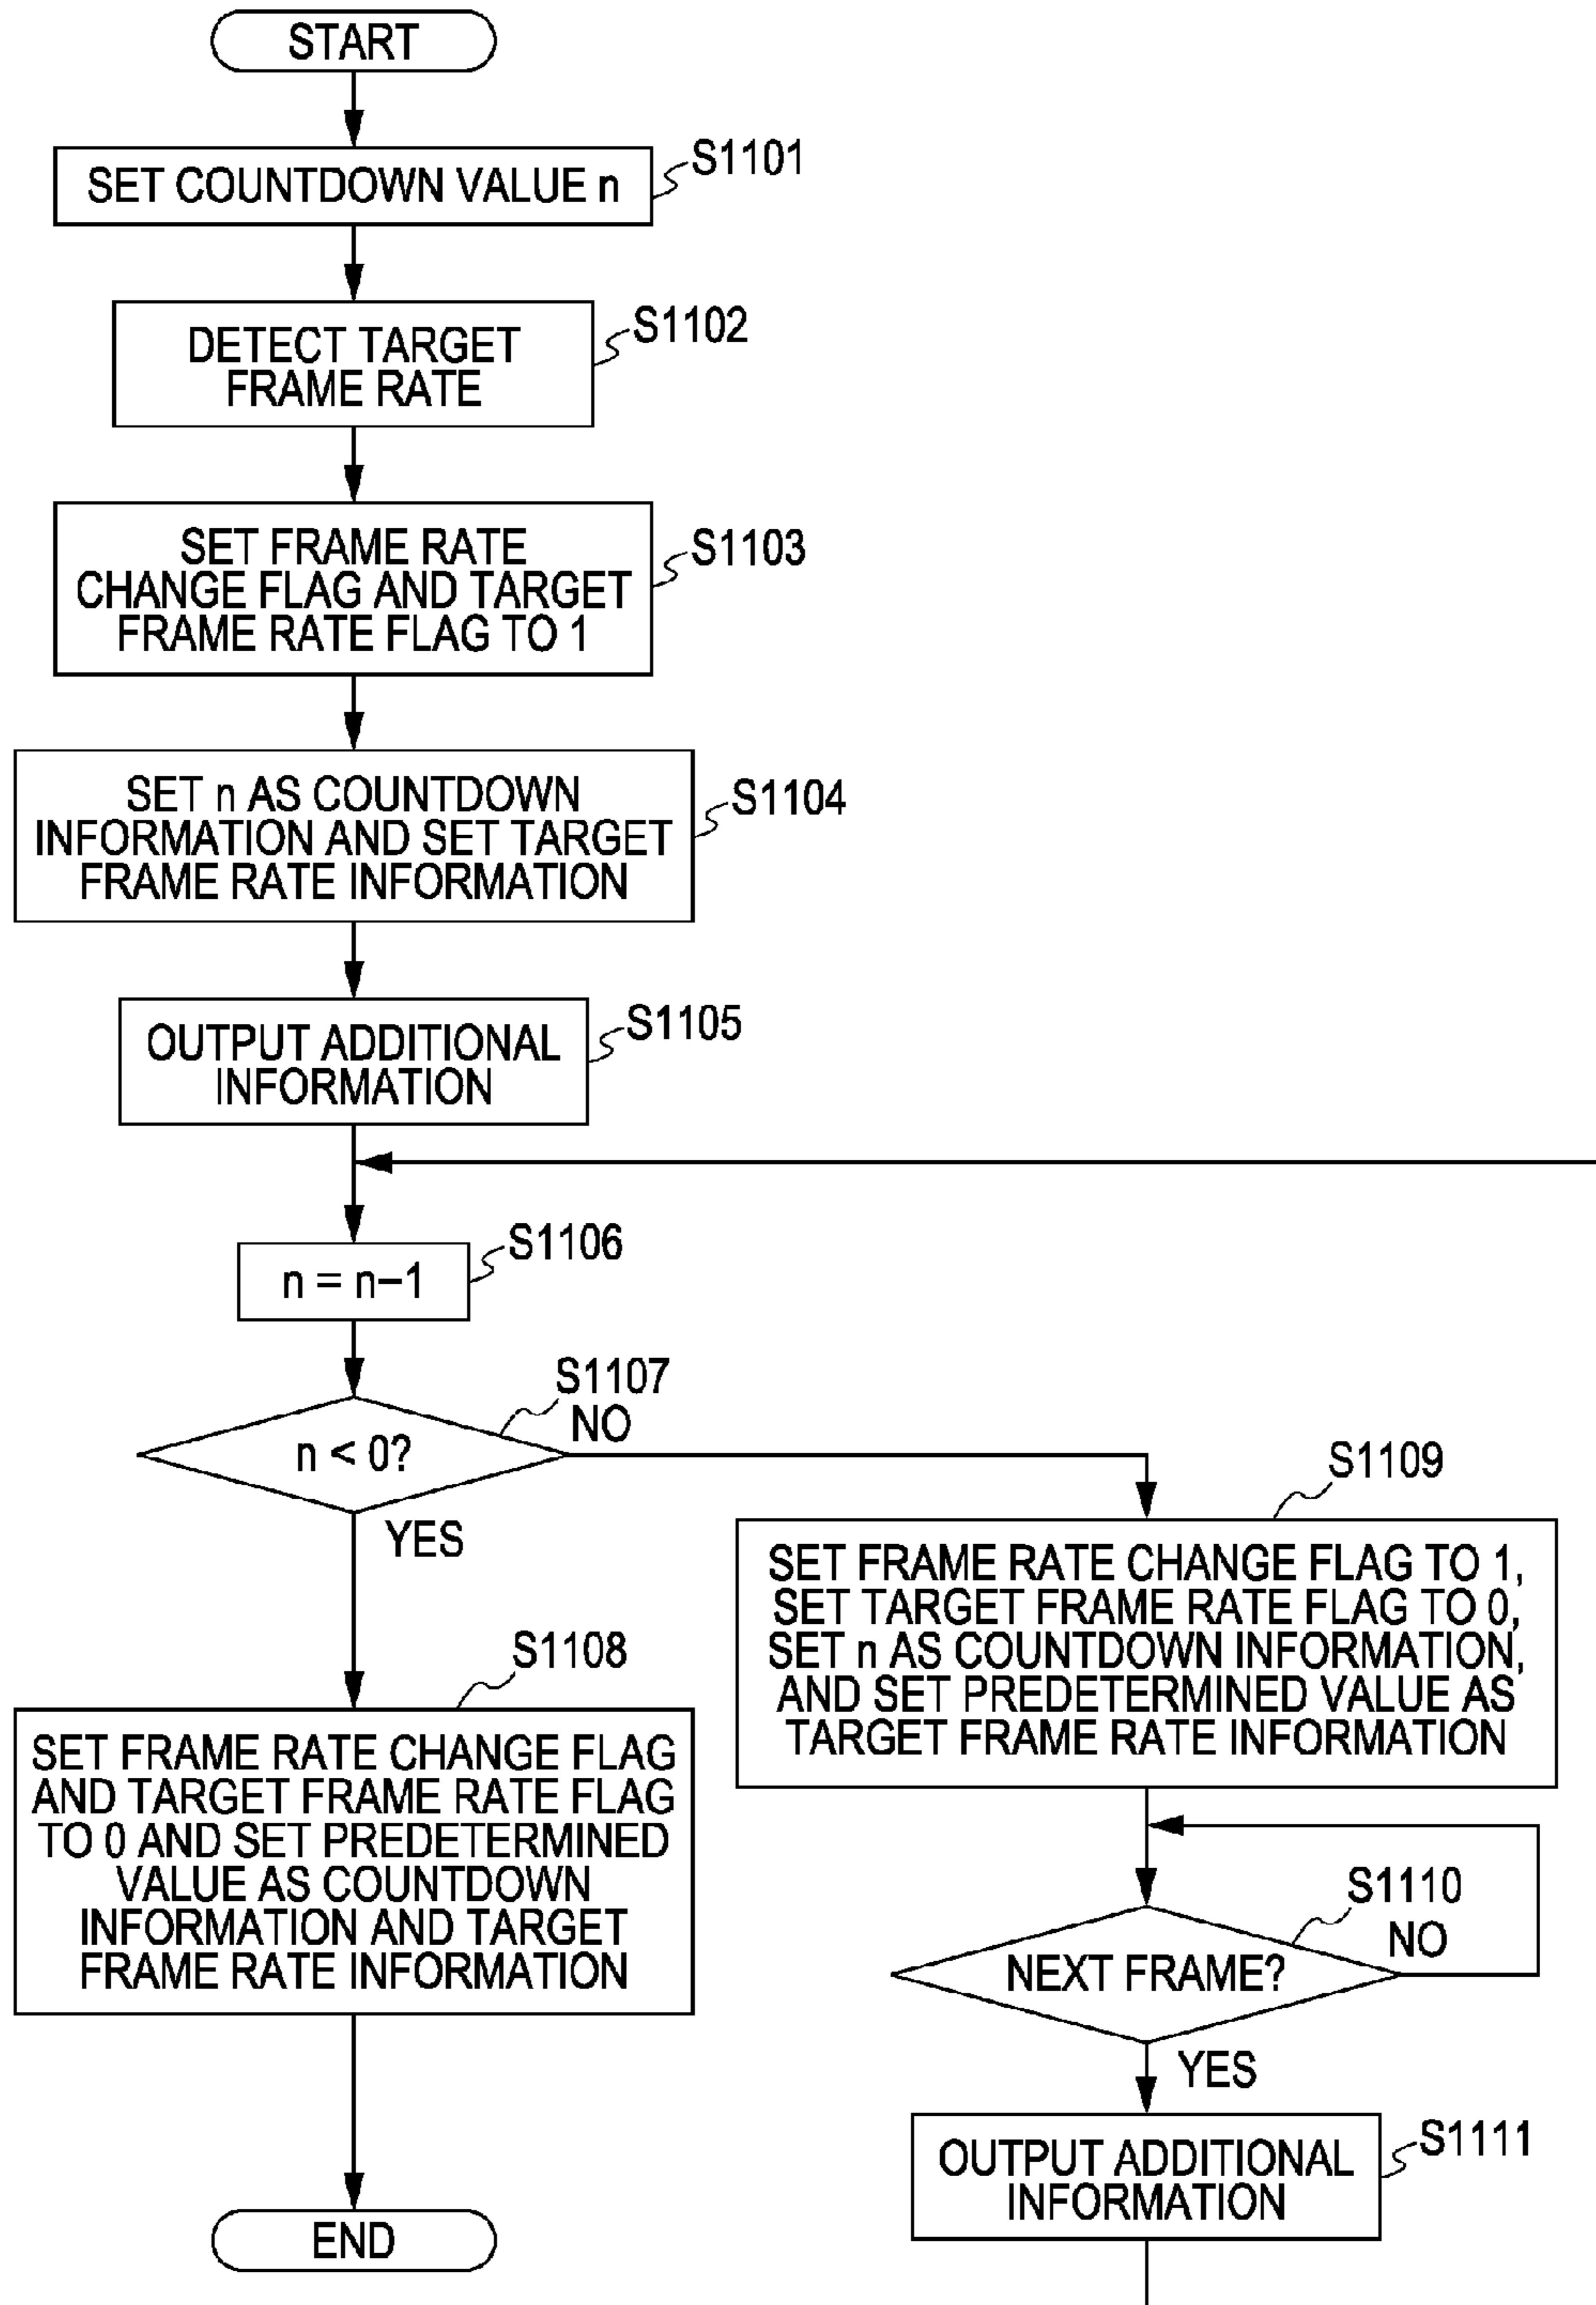 START
S1101
SET COUNTDOWN VALUE n
S1102
DETECT TARGET
FRAME RATE
S1103
SET FRAME RATE
CHANGE FLAG AND TARGET
FRAME RATE FLAG TO 1
S1104
SET n AS COUNTDOWN
INFORMATION AND SET TARGET
FRAME RATE INFORMATION
S1105
OUTPUT ADDITIONAL
INFORMATION
S1106
n = n–1
S1107
n < 0?
NO
YES
S1108
SET FRAME RATE CHANGE FLAG
AND TARGET FRAME RATE FLAG
TO 0 AND SET PREDETERMINED
VALUE AS COUNTDOWN
INFORMATION AND TARGET
FRAME RATE INFORMATION
END
S1109
SET FRAME RATE CHANGE FLAG TO 1,
SET TARGET FRAME RATE FLAG TO 0,
SET n AS COUNTDOWN INFORMATION,
AND SET PREDETERMINED VALUE AS
TARGET FRAME RATE INFORMATION
S1110
NEXT FRAME?
NO
YES
S1111
OUTPUT ADDITIONAL
INFORMATION